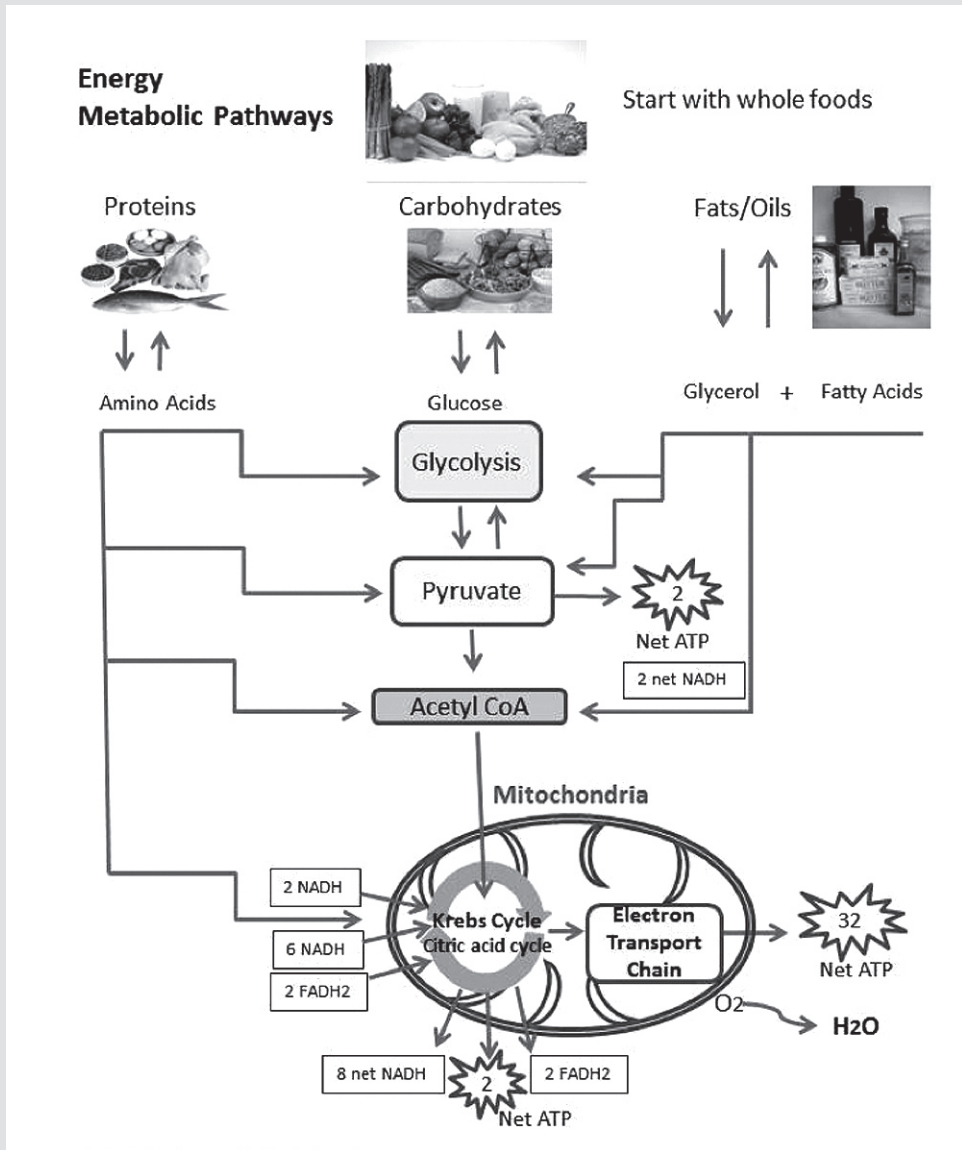 Energy
Metabolic Pathways
Start with whole foods
Proteins
Carbohydrates
Fats/Oils
BUTTER
Amino Acids
Glucose
Glycerol + Fatty Acids
Glycolysis
Pyruvate
2
Net ATP
2 net NADH
Acetyl CoA
Mitochondria
2 NADH
6 NADH
2 FADH2
Krebs Cycle
Citric acid cycle
Electron
Transport
Chain
32
Net ATP
O2
H2O
8 net NADH
2
2 FADH2
Net ATP